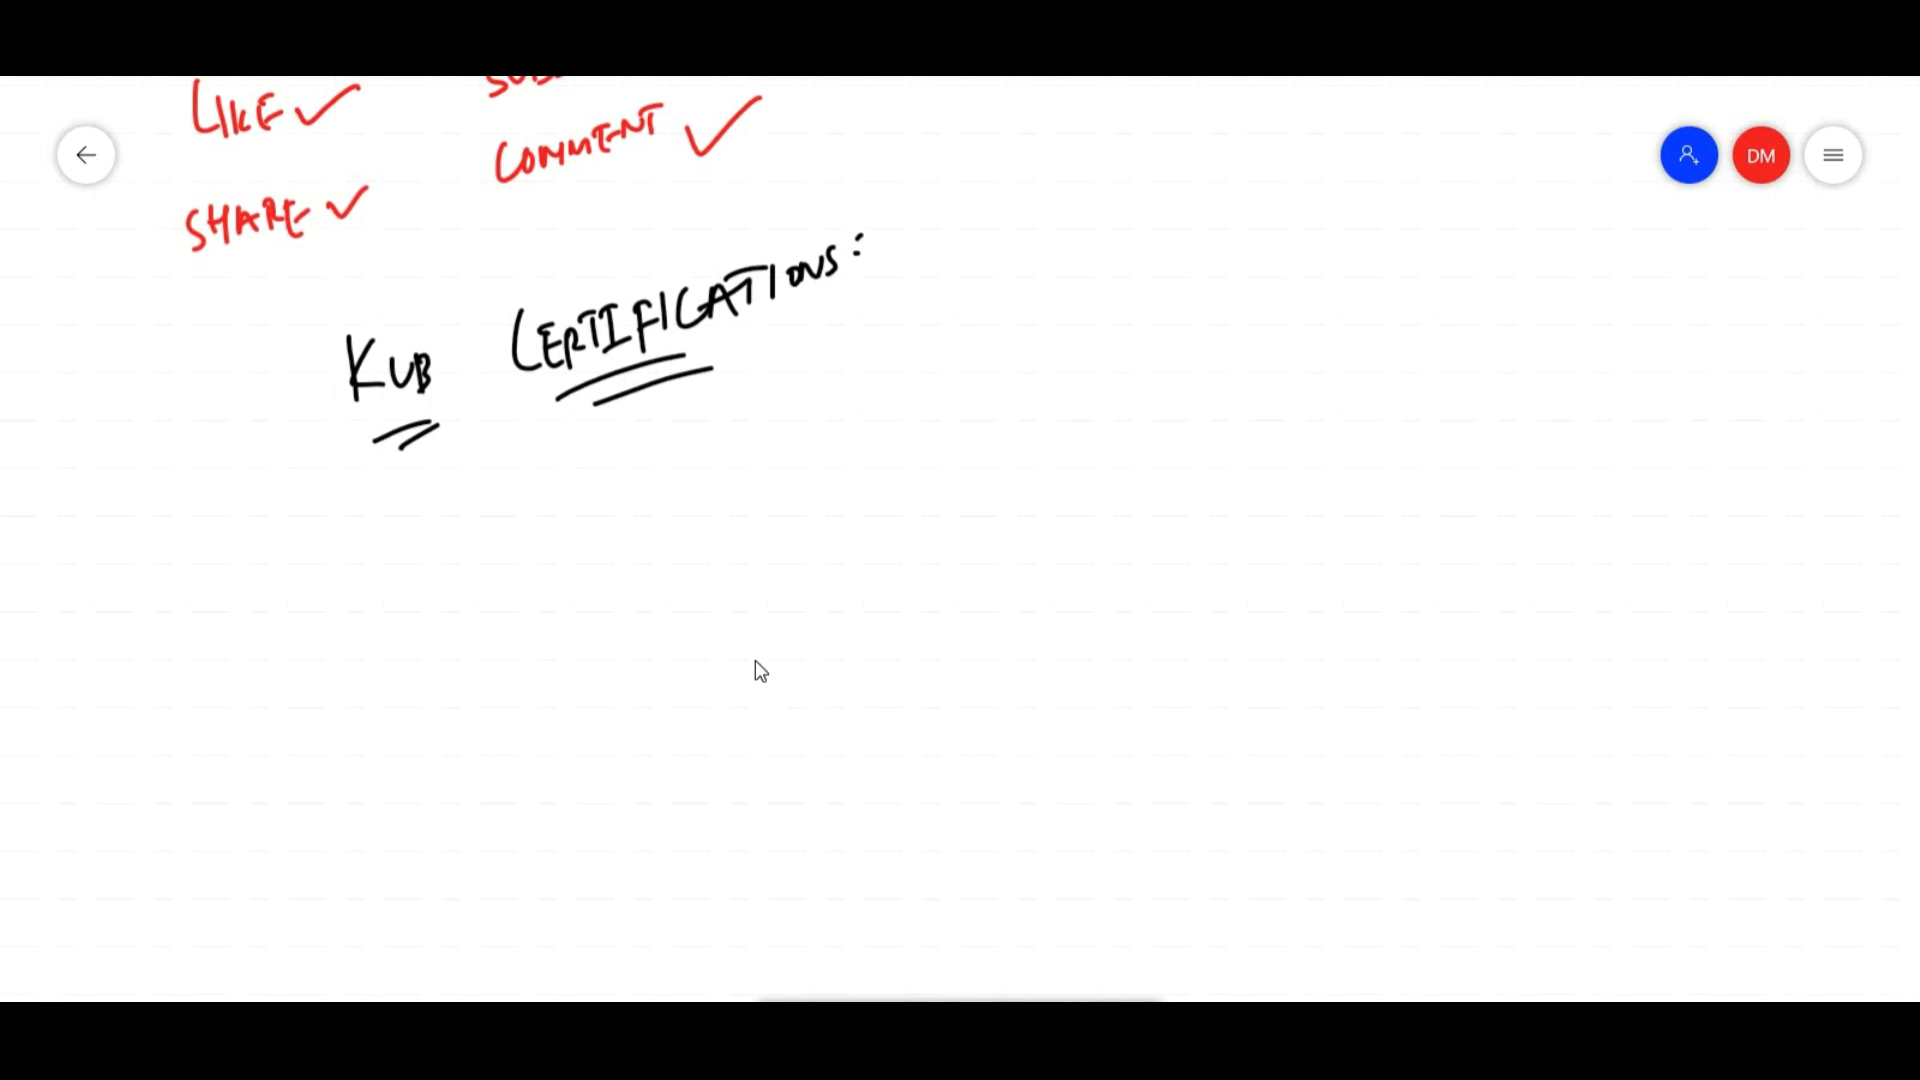 LIKE ✓
COMMENT ✓
SHARE ✓
KUB CERTIFICATIONS:
DM